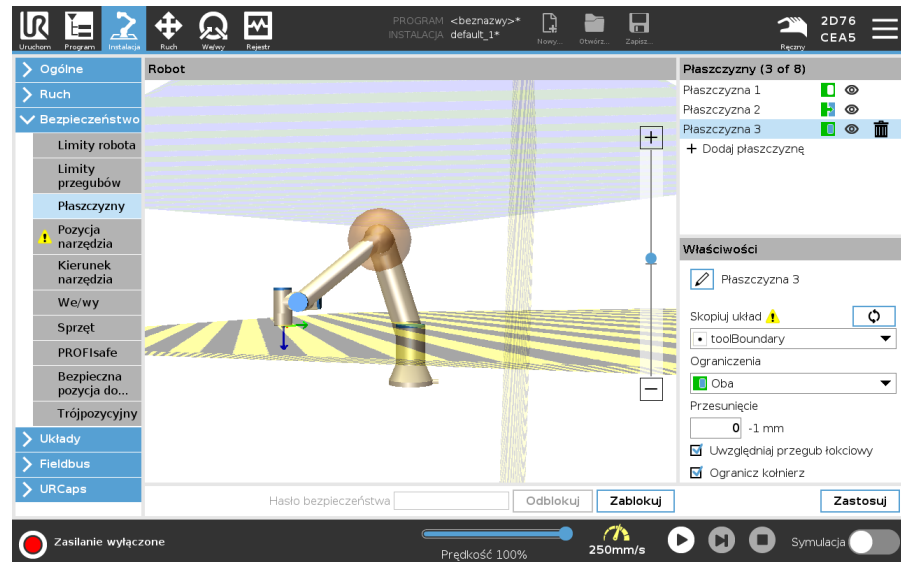 PROGRAM <beznazwy>*
INSTALACJA default_1*
Uruchom Program Instalacja Ruch We/wy Rejestr
Nowy... Otwórz... Zapisz...
Ręczny
2D76
CEA5
Ogólne
Ruch
Bezpieczeństwo
Limity robota
Limity
przegubów
Płaszczyzny
Pozycja
narzędzia
Kierunek
narzędzia
We/wy
Sprzęt
PROFIsafe
Bezpieczna
pozycja do...
Trójpozycyjny
Układy
Fieldbus
URCaps
Robot
Płaszczyzny (3 of 8)
Płaszczyzna 1
Płaszczyzna 2
Płaszczyzna 3
+ Dodaj płaszczyznę
Właściwości
Płaszczyzna 3
Skopiuj układ
toolBoundary
Ograniczenia
Oba
Przesunięcie
0 -1 mm
Uwzględniaj przegub łokciowy
Ogranicz kołnierz
Hasło bezpieczeństwa Odblokuj Zablokuj Zastosuj
Zasilanie wyłączone
Prędkość 100%
250mm/s
Symulacja